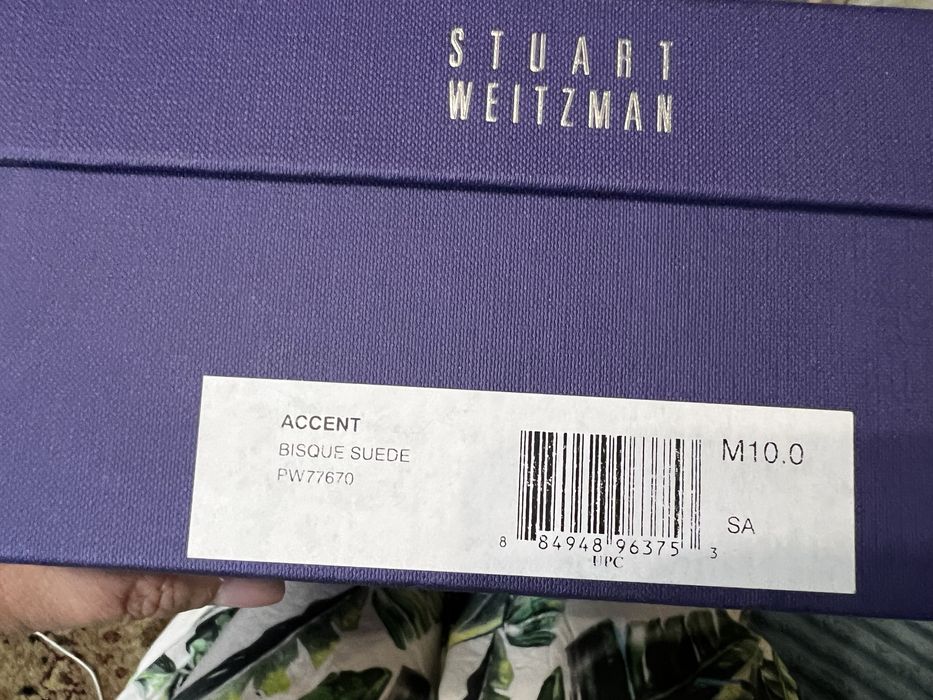 STUART
WEITZMAN
ACCENT
BISQUE SUEDE
PW77670
M10.0
SA
8 84948 96375 3
UPC